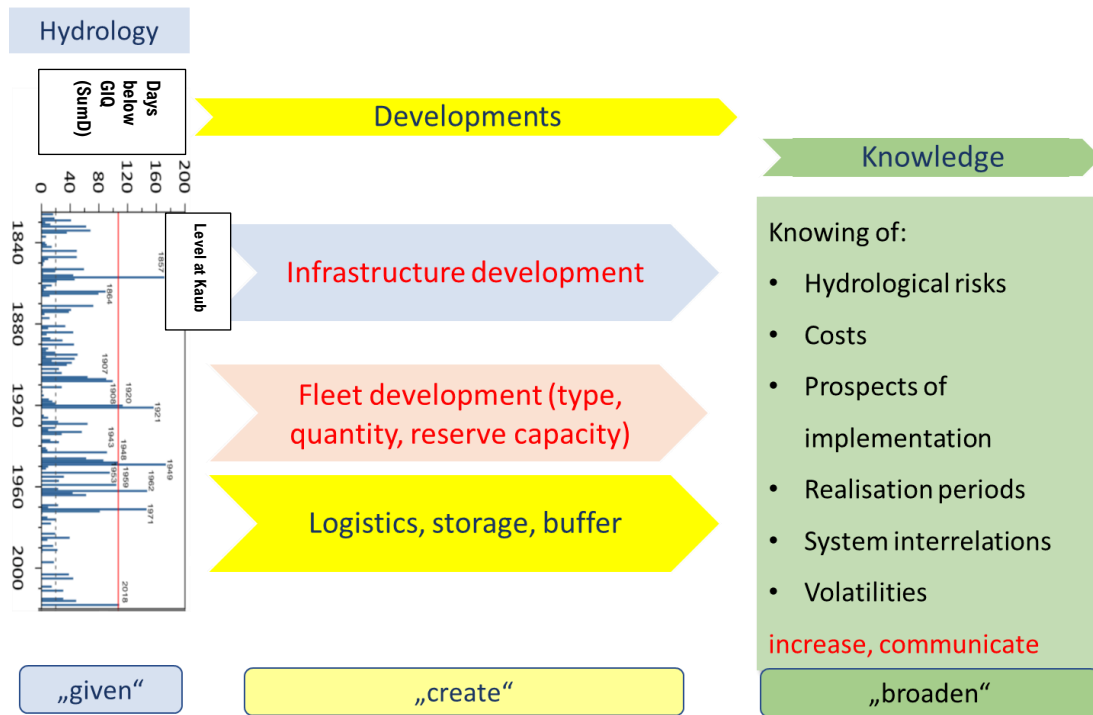 Hydrology
Days
below
GlQ
(SumD)
0
40
80
120
160
200
1840
1880
1920
1960
2000
1857
1864
1907
1908
1920
1921
1943
1948
1949
1953
1959
1962
1971
2018
Level at Kaub
Developments
Infrastructure development
Fleet development (type,
quantity, reserve capacity)
Logistics, storage, buffer
Knowledge
Knowing of:
• Hydrological risks
• Costs
• Prospects of
implementation
• Realisation periods
• System interrelations
• Volatilities
increase, communicate
„given“
„create“
„broaden“